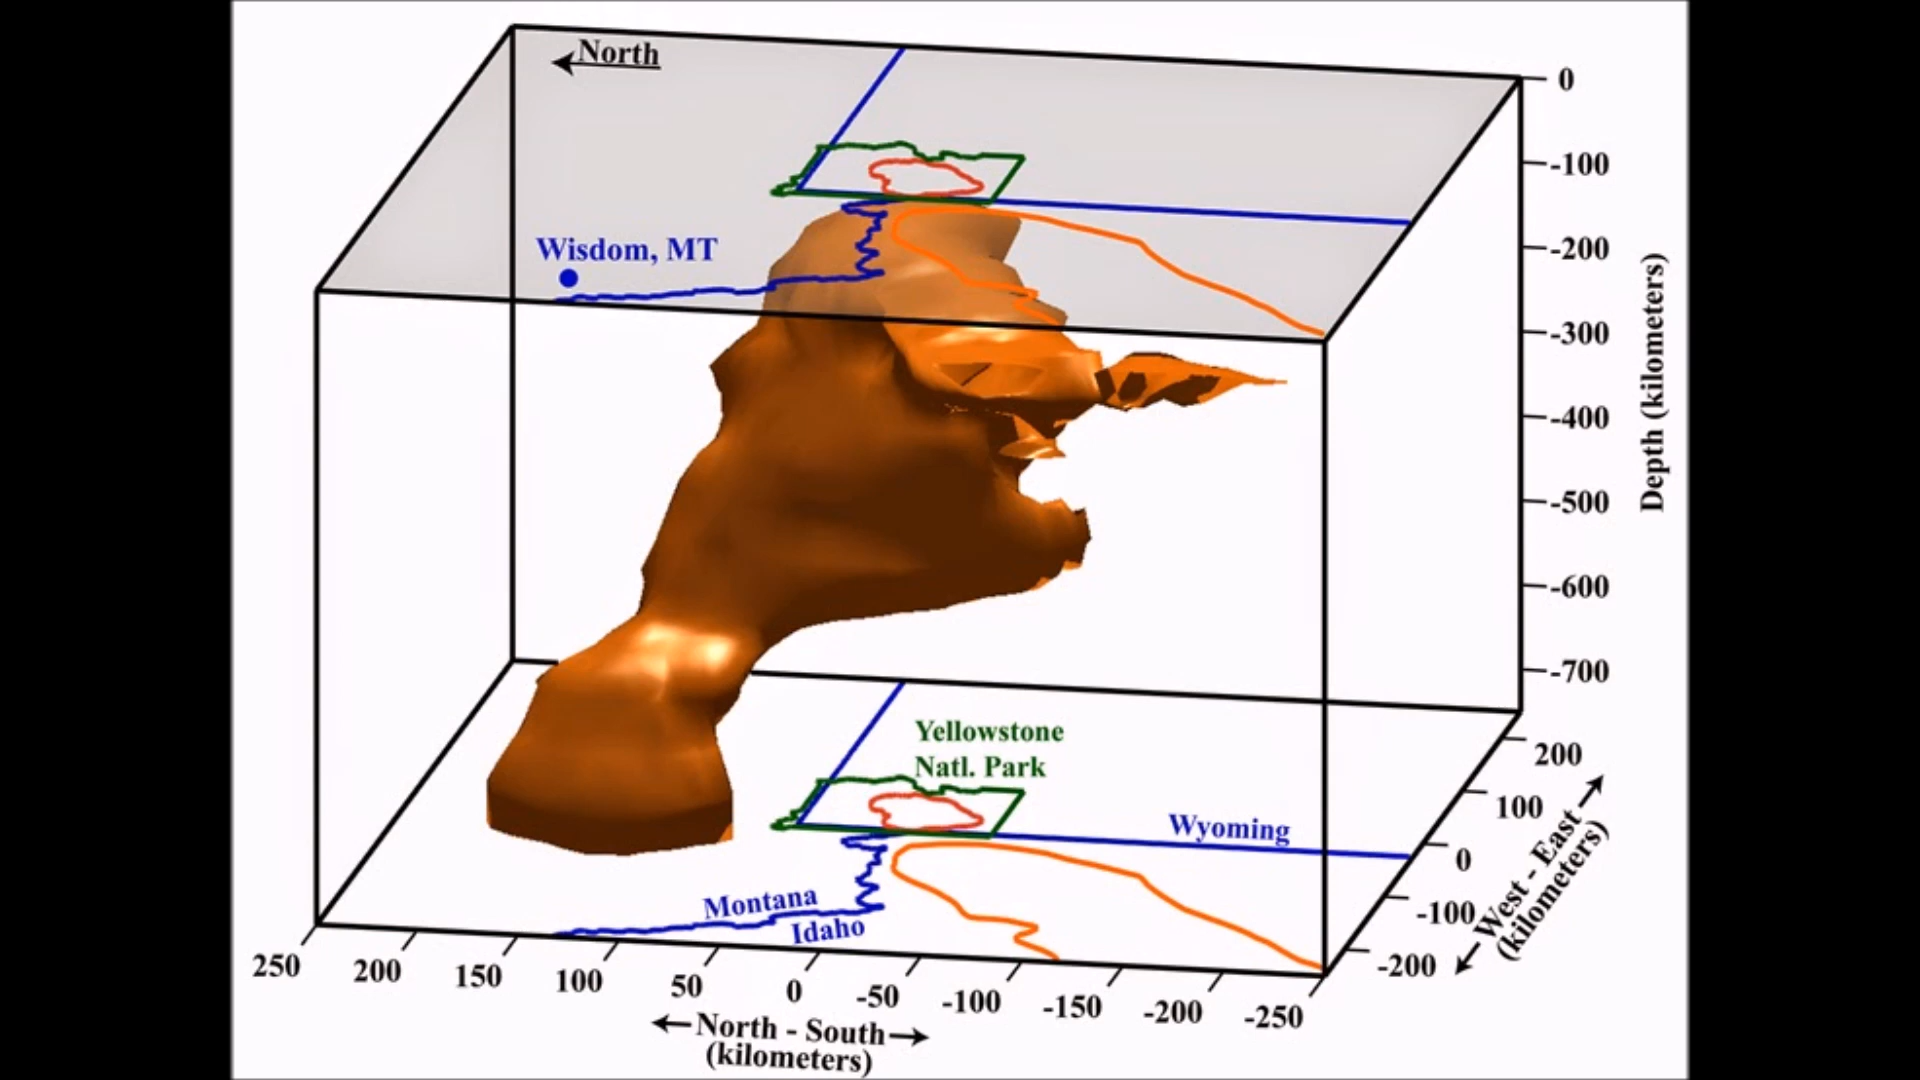 North
0
-100
-200
-300
-400
-500
-600
-700
Depth (kilometers)
Wisdom, MT
Yellowstone
Natl. Park
Wyoming
Montana
Idaho
200
100
0
-100
-200
West - East
(kilometers)
250
200
150
100
50
0
-50
-100
-150
-200
-250
North - South
(kilometers)